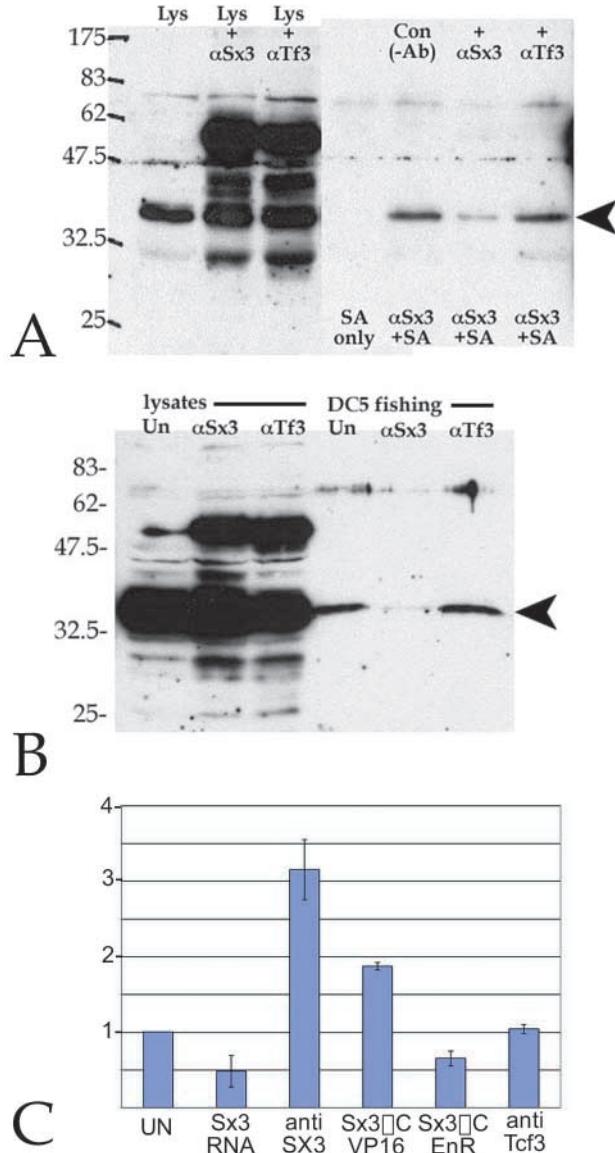 Lys Lys Lys
+ +
αSx3 αTf3
Con + +
(-Ab) αSx3 αTf3
175
83
62
47.5
32.5
25
SA αSx3 αSx3 αSx3
only +SA +SA +SA
A
lysates DC5 fishing
Un αSx3 αTf3 Un αSx3 αTf3
83-
62-
47.5-
32.5-
25-
B
4
3
2
1
UN Sx3 anti Sx3▯C Sx3▯C anti
RNA SX3 VP16 EnR Tcf3
C